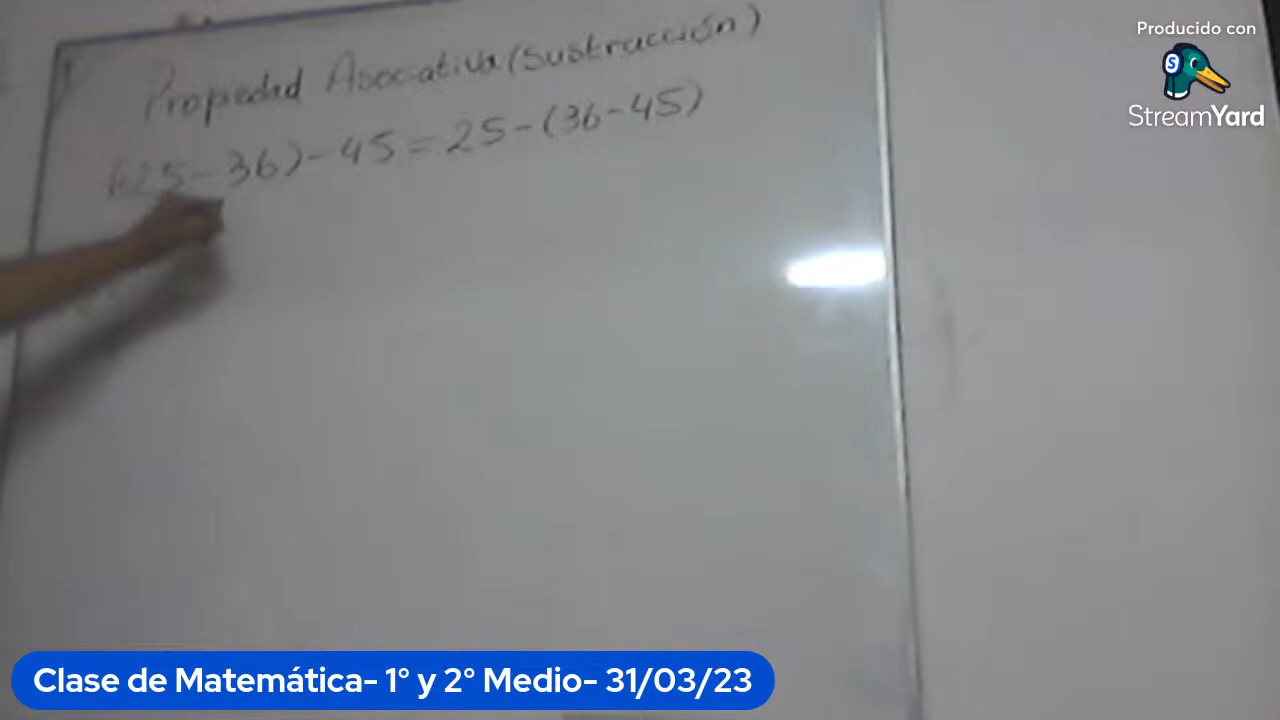 Producido con
StreamYard
Propiedad Asociativa (Sustracción)
(25-36)-45=25-(36-45)
Clase de Matemática- 1° y 2° Medio- 31/03/23